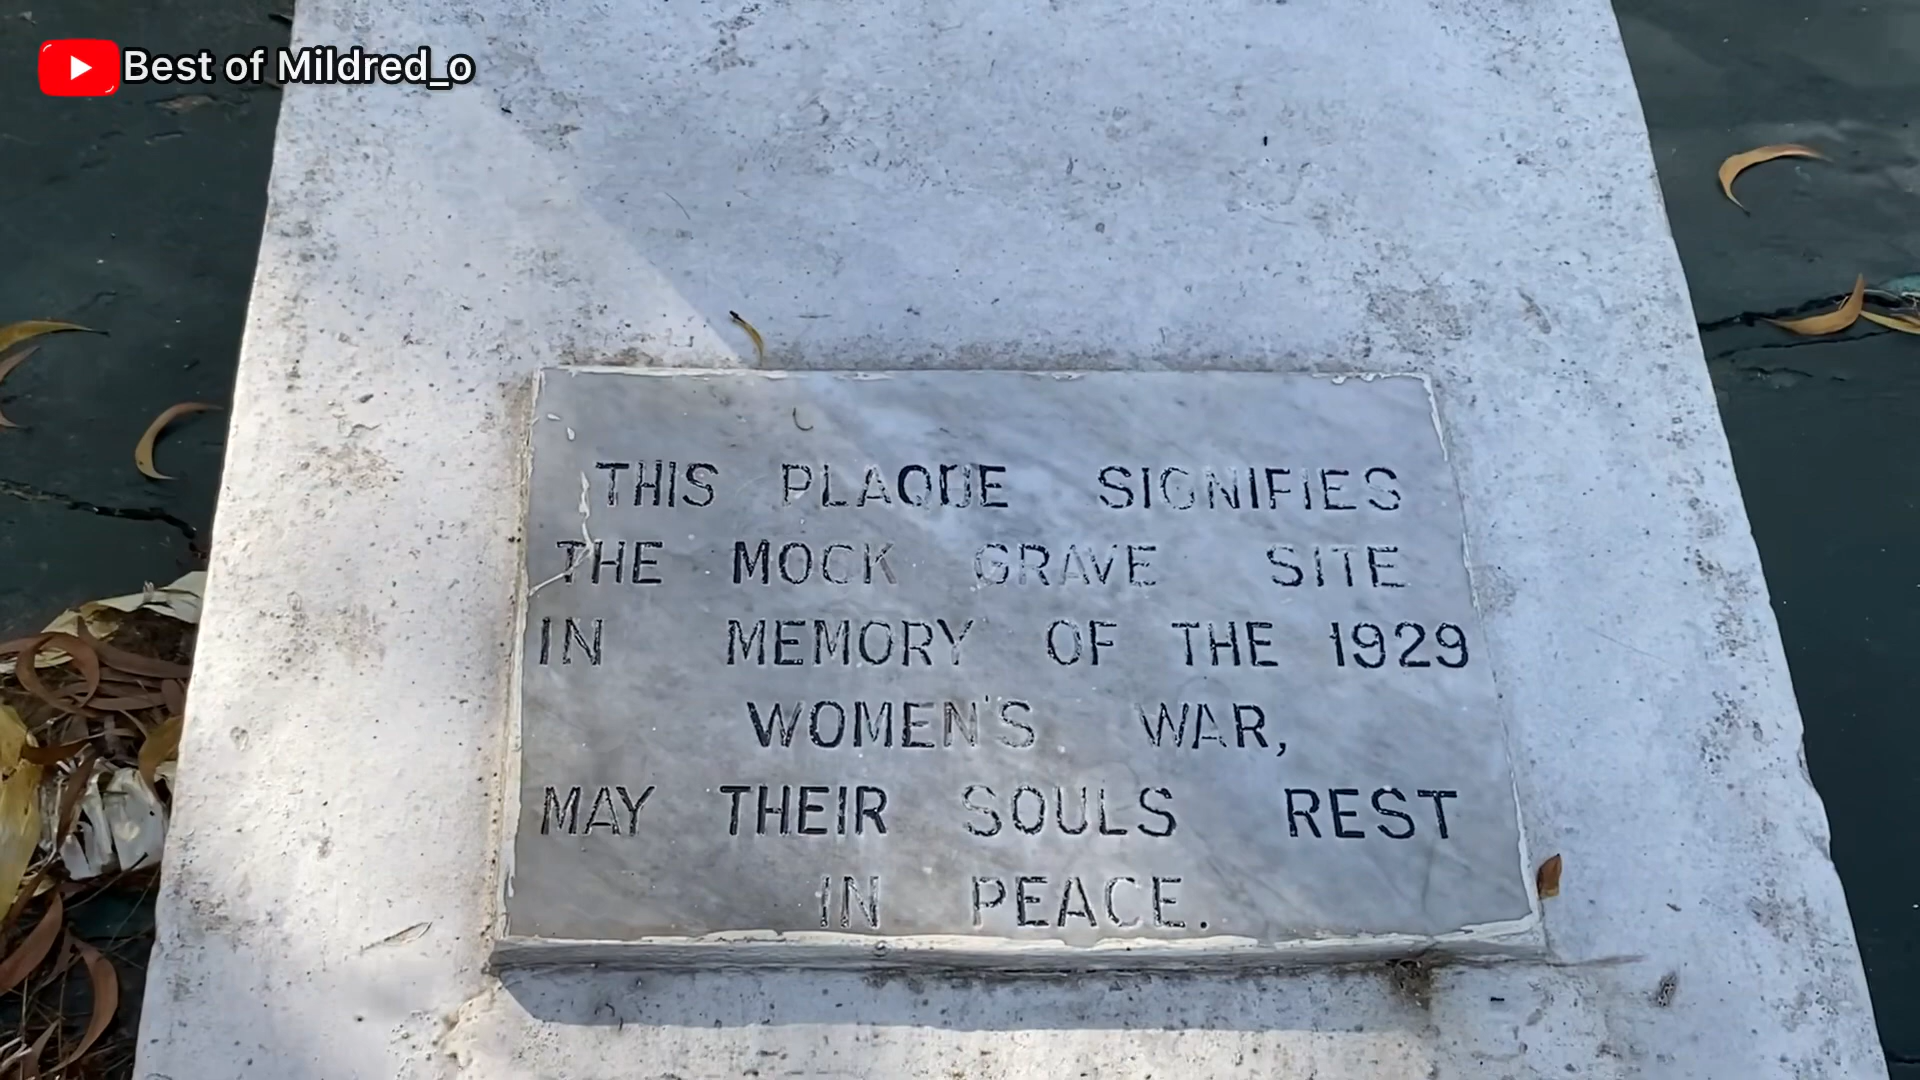 Best of Mildred_o
THIS PLAQUE SIGNIFIES
THE MOCK GRAVE SITE
IN MEMORY OF THE 1929
WOMEN'S WAR,
MAY THEIR SOULS REST
IN PEACE.